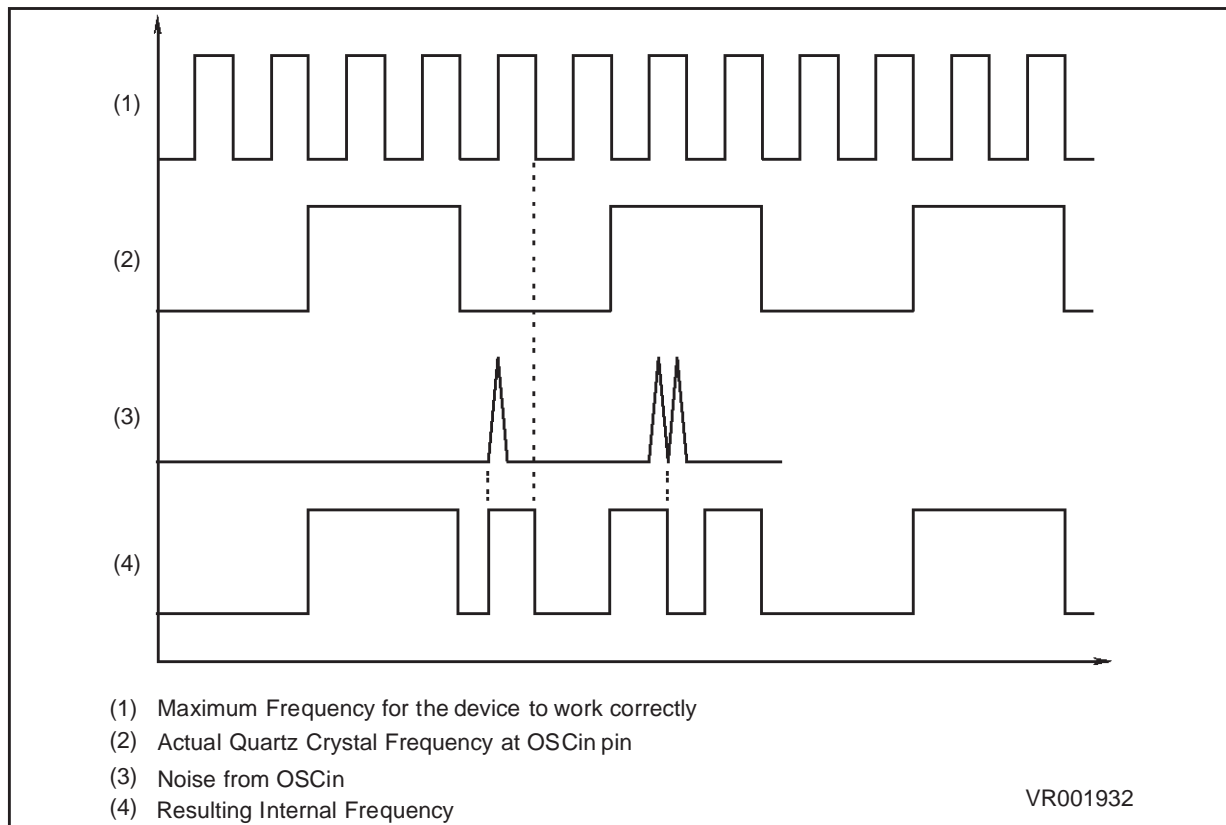 (1)
(2)
(3)
(4)
(1) Maximum Frequency for the device to work correctly
(2) Actual Quartz Crystal Frequency at OSCin pin
(3) Noise from OSCin
(4) Resulting Internal Frequency
VR001932